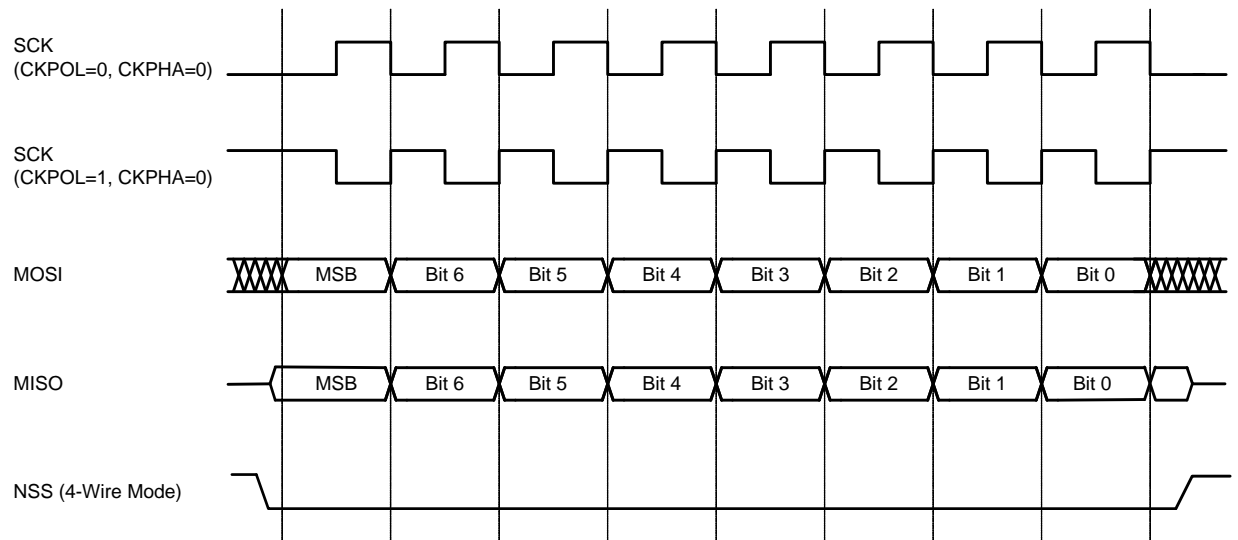 SCK
(CKPOL=0, CKPHA=0)
SCK
(CKPOL=1, CKPHA=0)
MOSI
MSB
Bit 6
Bit 5
Bit 4
Bit 3
Bit 2
Bit 1
Bit 0
MISO
MSB
Bit 6
Bit 5
Bit 4
Bit 3
Bit 2
Bit 1
Bit 0
NSS (4-Wire Mode)